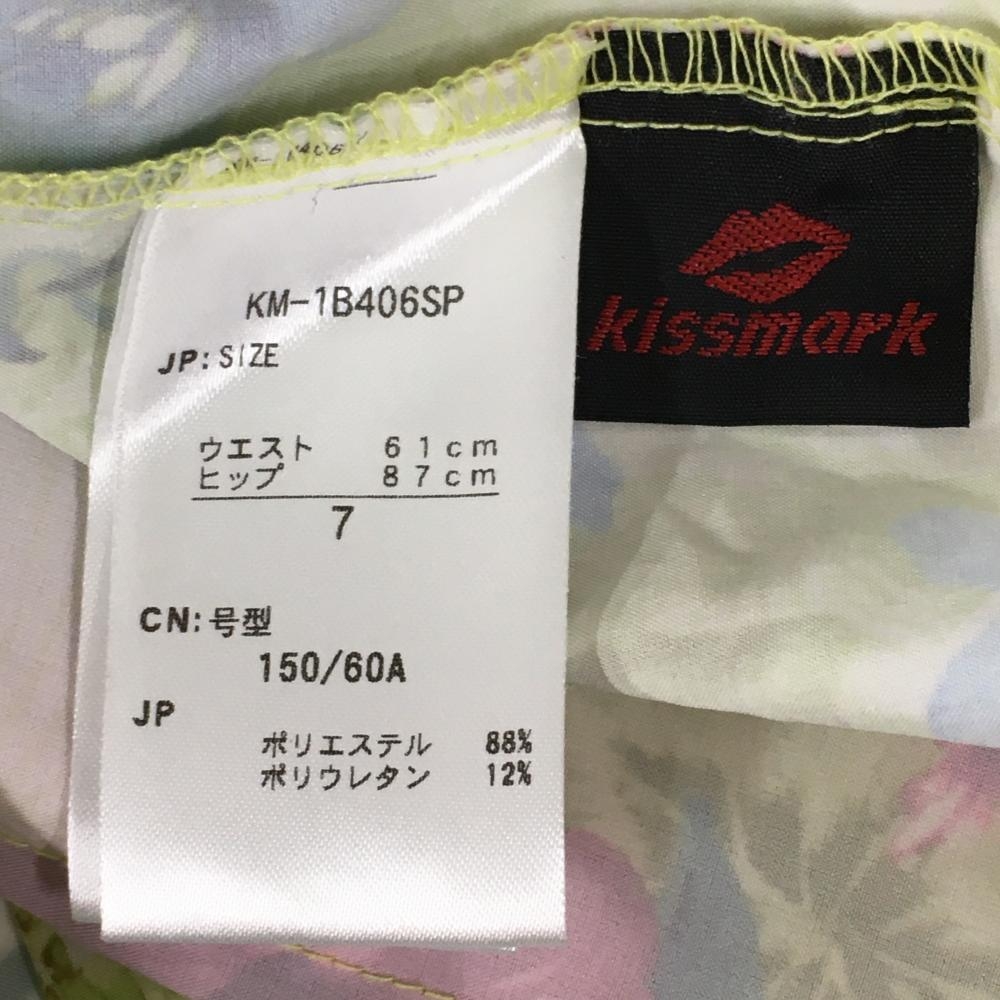 KM-1B406SP
JP: SIZE
ウエスト 61cm
ヒップ 87cm
7
CN: 号型
150/60A
JP
ポリエステル 88%
ポリウレタン 12%
kissmark